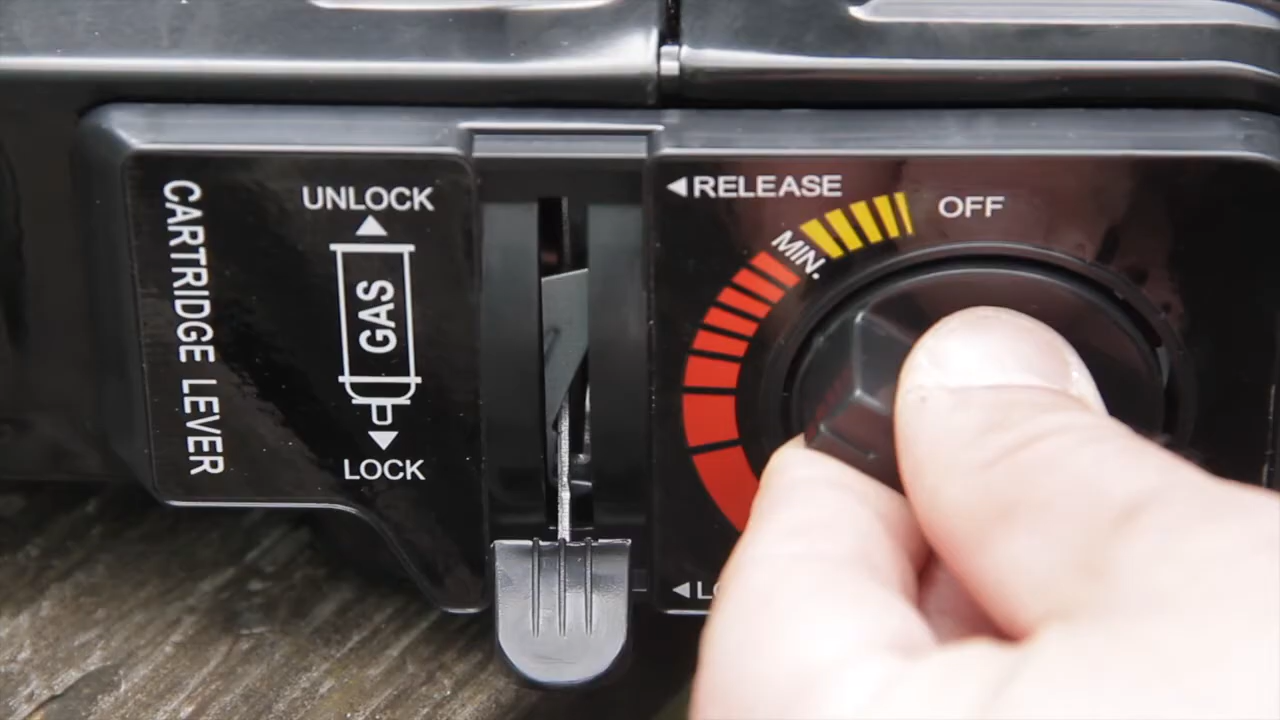 CARTRIDGE LEVER
UNLOCK
GAS
LOCK
RELEASE
MIN.
OFF